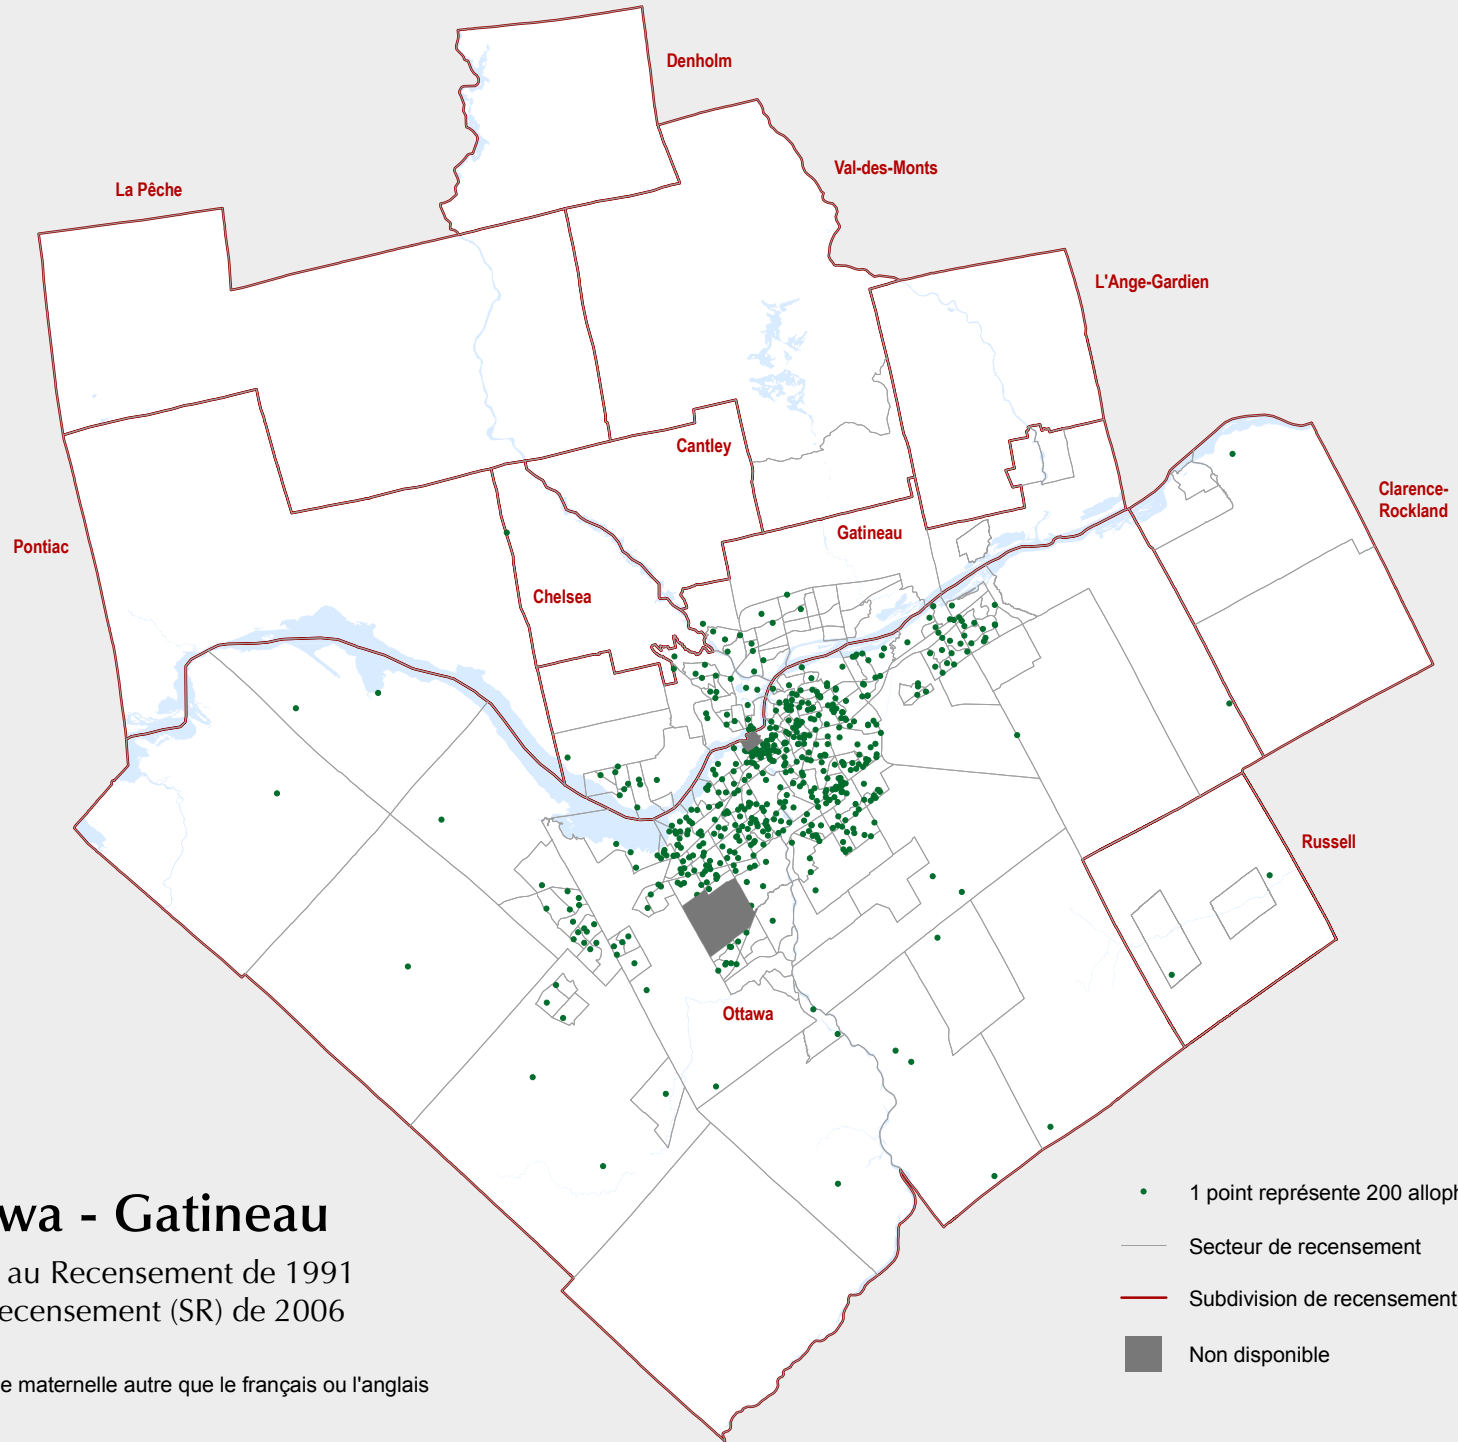 Denholm
Val-des-Monts
La Pêche
L'Ange-Gardien
Cantley
Clarence-
Rockland
Gatineau
Pontiac
Chelsea
Russell
Ottawa
wa - Gatineau
au Recensement de 1991
ecensement (SR) de 2006
e maternelle autre que le français ou l'anglais
1 point représente 200 alloph
Secteur de recensement
Subdivision de recensement
Non disponible